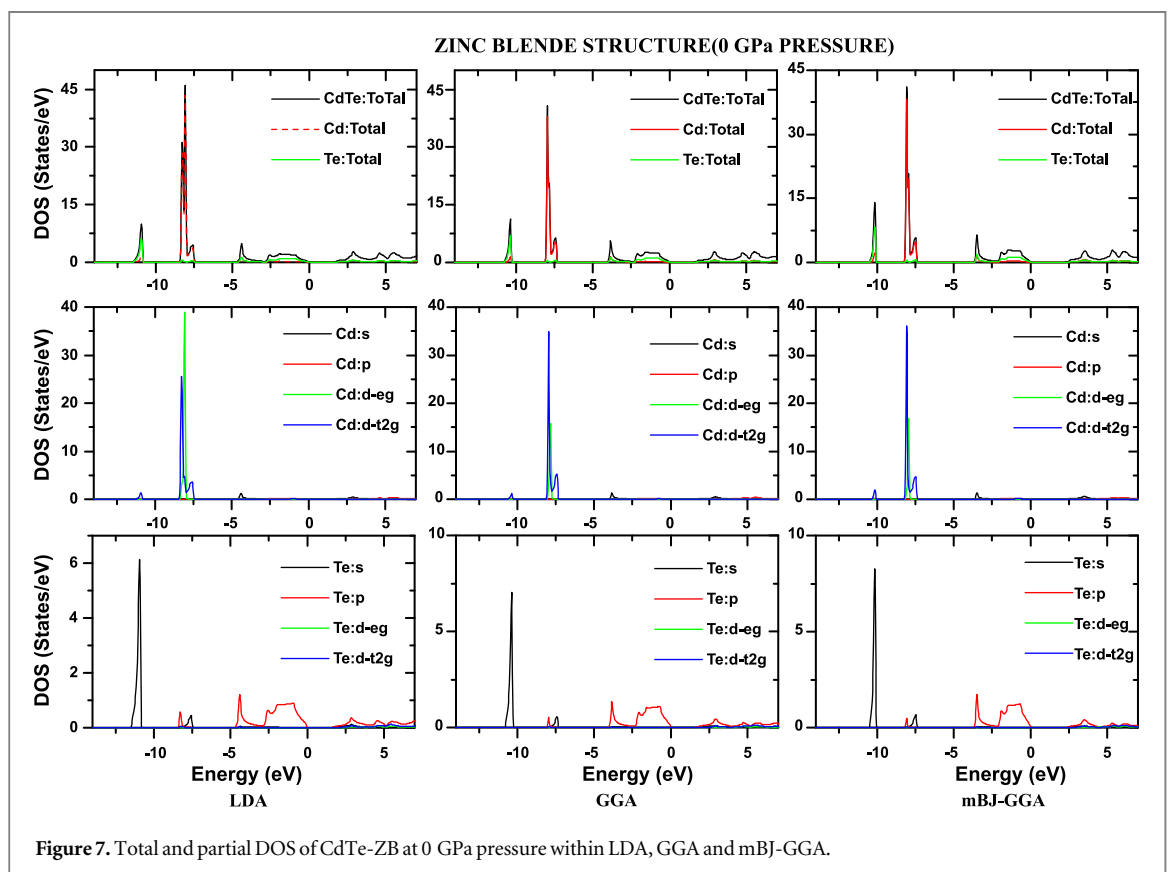 ZINC BLENDE STRUCTURE(0 GPa PRESSURE)
DOS (States/eV)
45
30
15
0
-10 -5 0 5
CdTe:ToTal
Cd:Total
Te:Total
45
30
15
0
-10 -5 0 5
CdTe:ToTal
Cd:Total
Te:Total
45
30
15
0
-10 -5 0 5
CdTe:ToTal
Cd:Total
Te:Total
DOS (States/eV)
40
30
20
10
0
-10 -5 0 5
Cd:s
Cd:p
Cd:d-eg
Cd:d-t2g
40
30
20
10
0
-10 -5 0 5
Cd:s
Cd:p
Cd:d-eg
Cd:d-t2g
40
30
20
10
0
-10 -5 0 5
Cd:s
Cd:p
Cd:d-eg
Cd:d-t2g
DOS (States/eV)
6
4
2
0
-10 -5 0 5
Te:s
Te:p
Te:d-eg
Te:d-t2g
Energy (eV)
LDA
10
5
0
-10 -5 0 5
Te:s
Te:p
Te:d-eg
Te:d-t2g
Energy (eV)
GGA
10
5
0
-10 -5 0 5
Te:s
Te:p
Te:d-eg
Te:d-t2g
Energy (eV)
mBJ-GGA
Figure 7. Total and partial DOS of CdTe-ZB at 0 GPa pressure within LDA, GGA and mBJ-GGA.